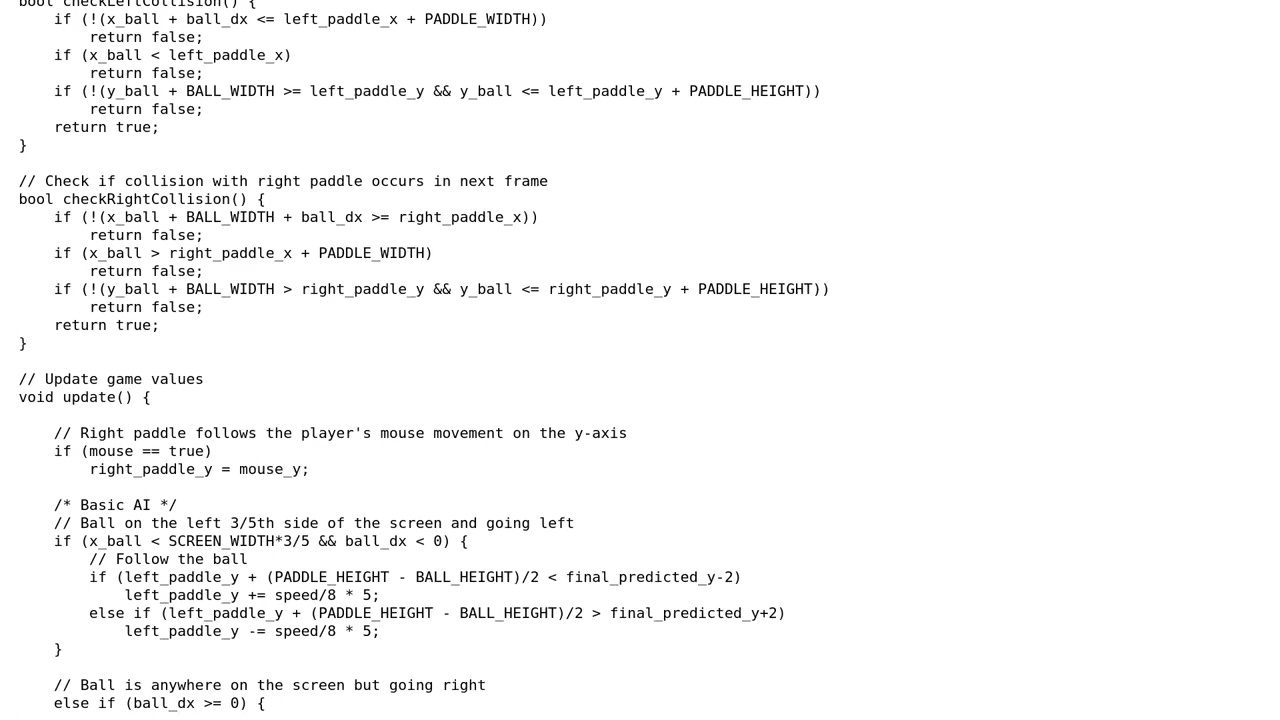 bool checkLeftCollision() {
    if (!(x_ball + ball_dx <= left_paddle_x + PADDLE_WIDTH))
        return false;
    if (x_ball < left_paddle_x)
        return false;
    if (!(y_ball + BALL_WIDTH >= left_paddle_y && y_ball <= left_paddle_y + PADDLE_HEIGHT))
        return false;
    return true;
}

// Check if collision with right paddle occurs in next frame
bool checkRightCollision() {
    if (!(x_ball + BALL_WIDTH + ball_dx >= right_paddle_x))
        return false;
    if (x_ball > right_paddle_x + PADDLE_WIDTH)
        return false;
    if (!(y_ball + BALL_WIDTH > right_paddle_y && y_ball <= right_paddle_y + PADDLE_HEIGHT))
        return false;
    return true;
}

// Update game values
void update() {

    // Right paddle follows the player's mouse movement on the y-axis
    if (mouse == true)
        right_paddle_y = mouse_y;

    /* Basic AI */
    // Ball on the left 3/5th side of the screen and going left
    if (x_ball < SCREEN_WIDTH*3/5 && ball_dx < 0) {
        // Follow the ball
        if (left_paddle_y + (PADDLE_HEIGHT - BALL_HEIGHT)/2 < final_predicted_y-2)
            left_paddle_y += speed/8 * 5;
        else if (left_paddle_y + (PADDLE_HEIGHT - BALL_HEIGHT)/2 > final_predicted_y+2)
            left_paddle_y -= speed/8 * 5;
    }

    // Ball is anywhere on the screen but going right
    else if (ball_dx >= 0) {